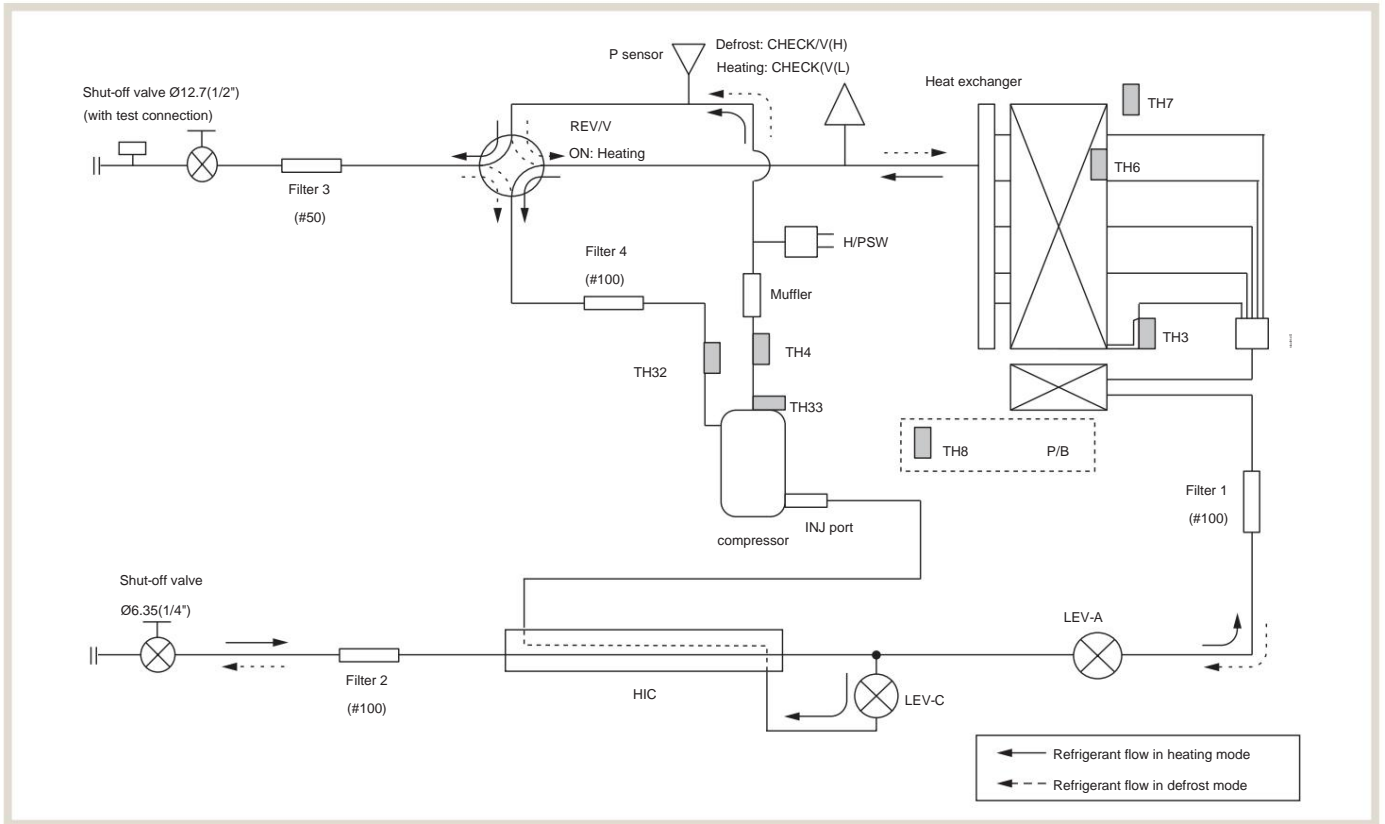 P sensor
Defrost: CHECK/V(H)
Heating: CHECK(V(L)
Heat exchanger
Shut-off valve Ø12.7(1/2")
(with test connection)
TH7
REV/V
ON: Heating
TH6
Filter 3
(#50)
H/PSW
Filter 4
(#100)
Muffler
TH3
TH4
TH32
TH33
TH8
P/B
Filter 1
(#100)
INJ port
compressor
Shut-off valve
Ø6.35(1/4")
LEV-A
Filter 2
(#100)
HIC
LEV-C
Refrigerant flow in heating mode
Refrigerant flow in defrost mode